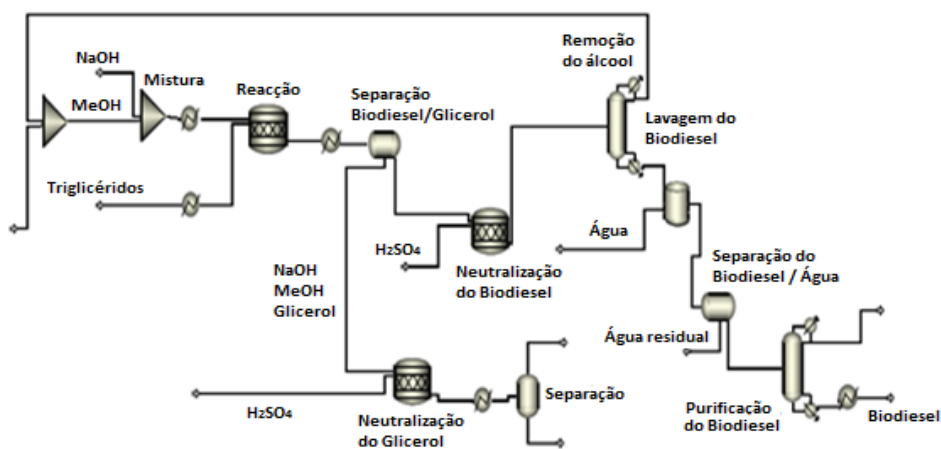 NaOH
Mistura
MeOH
Reacção
Separação
Biodiesel/Glicerol
Remoção
do álcool
Lavagem do
Biodiesel
Triglicéridos
Água
H₂SO₄
Neutralização
do Biodiesel
Separação do
Biodiesel / Água
NaOH
MeOH
Glicerol
Água residual
H₂SO₄
Neutralização
do Glicerol
Separação
Purificação
do Biodiesel
Biodiesel